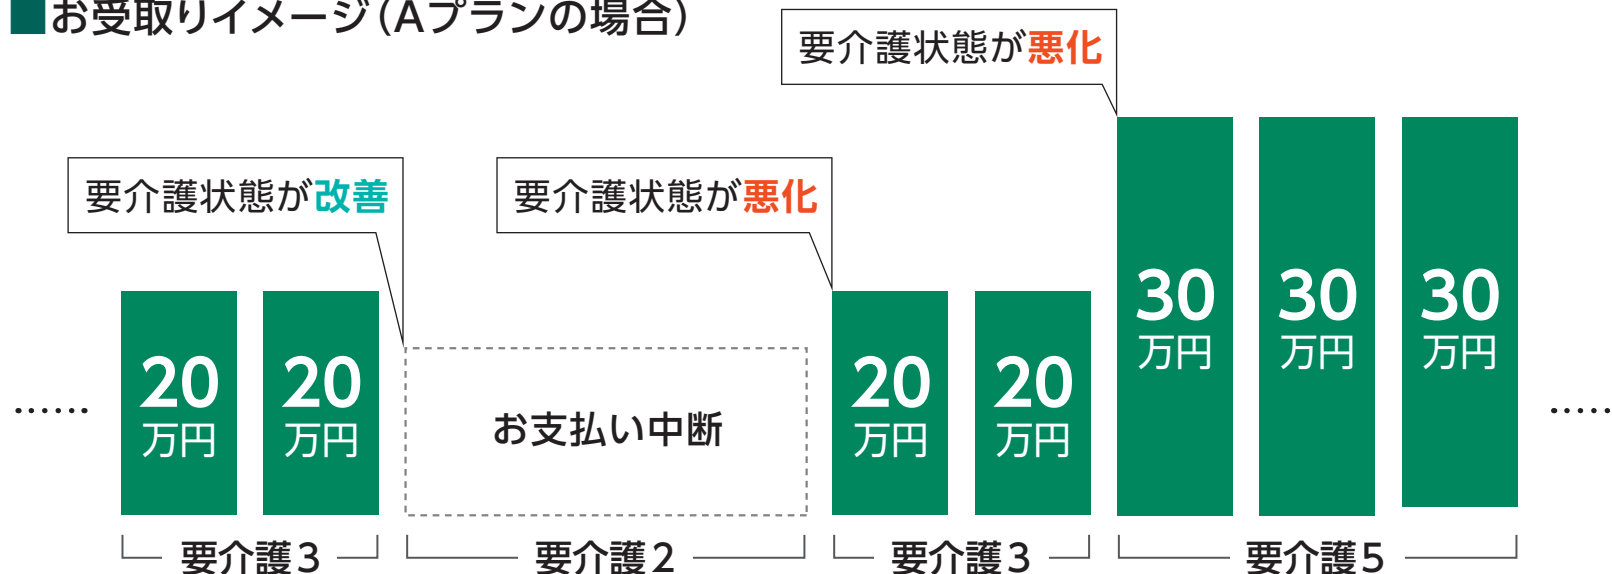 ■お受取りイメージ（Aプランの場合）
要介護状態が悪化
要介護状態が改善
要介護状態が悪化
……
20
万円
20
万円
お支払い中断
20
万円
20
万円
30
万円
30
万円
30
万円
……
要介護3
要介護2
要介護3
要介護5